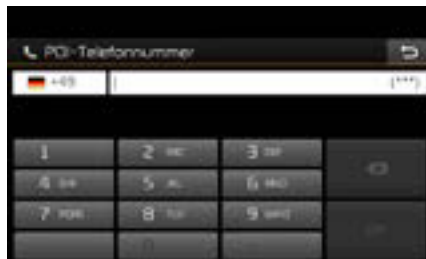 POI-Telefonnummer
+49
(***)
1
2 ABC
3 DEF
4 GHI
5 JKL
6 MNO
7 PQRS
8 TUV
9 WXYZ
0